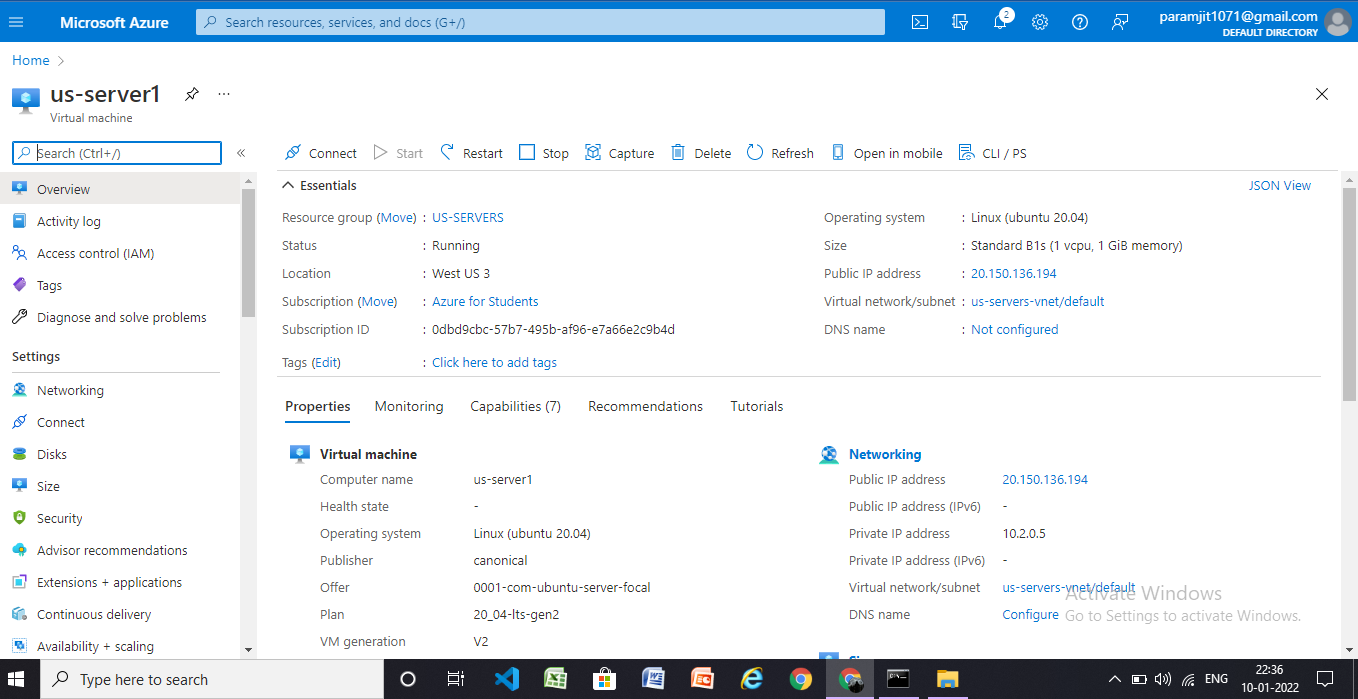 Microsoft Azure
Search resources, services, and docs (G+/)
2
paramjit1071@gmail.com
DEFAULT DIRECTORY
Home
us-server1
Virtual machine
Search (Ctrl+/)
Connect Start Restart Stop Capture Delete Refresh Open in mobile CLI / PS
Overview
Activity log
Access control (IAM)
Tags
Diagnose and solve problems
Settings
Networking
Connect
Disks
Size
Security
Advisor recommendations
Extensions + applications
Continuous delivery
Availability + scaling
Essentials
JSON View
Resource group (Move) : US-SERVERS
Status : Running
Location : West US 3
Subscription (Move) : Azure for Students
Subscription ID : 0dbd9cbc-57b7-495b-af96-e7a66e2c9b4d
Tags (Edit) : Click here to add tags
Operating system : Linux (ubuntu 20.04)
Size : Standard B1s (1 vcpu, 1 GiB memory)
Public IP address : 20.150.136.194
Virtual network/subnet : us-servers-vnet/default
DNS name : Not configured
Properties Monitoring Capabilities (7) Recommendations Tutorials
Virtual machine
Computer name us-server1
Health state -
Operating system Linux (ubuntu 20.04)
Publisher canonical
Offer 0001-com-ubuntu-server-focal
Plan 20_04-lts-gen2
VM generation V2
Networking
Public IP address 20.150.136.194
Public IP address (IPv6) -
Private IP address 10.2.0.5
Private IP address (IPv6) -
Virtual network/subnet us-servers-vnet/default
DNS name Configure
Activate Windows
Go to Settings to activate Windows.
Type here to search
ENG
22:36
10-01-2022